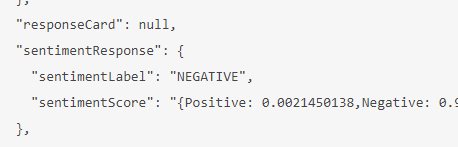 },
"responseCard": null,
"sentimentResponse": {
"sentimentLabel": "NEGATIVE",
"sentimentScore": "{Positive: 0.0021450138,Negative: 0.9
},